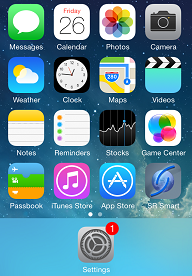 Friday
26
Messages Calendar Photos Camera
280
Weather Clock Maps Videos
Notes Reminders Stocks Game Center
Passbook iTunes Store App Store SR Smart
1
Settings